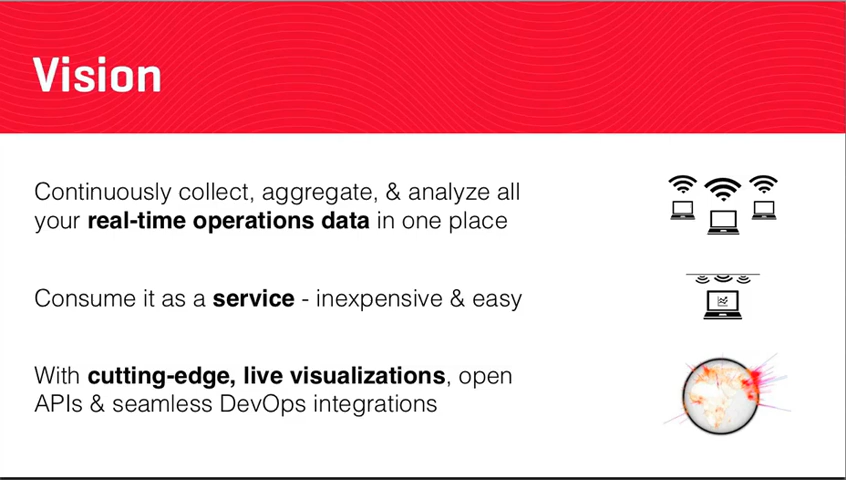 Vision
Continuously collect, aggregate, & analyze all
your real-time operations data in one place
Consume it as a service - inexpensive & easy
With cutting-edge, live visualizations, open
APIs & seamless DevOps integrations